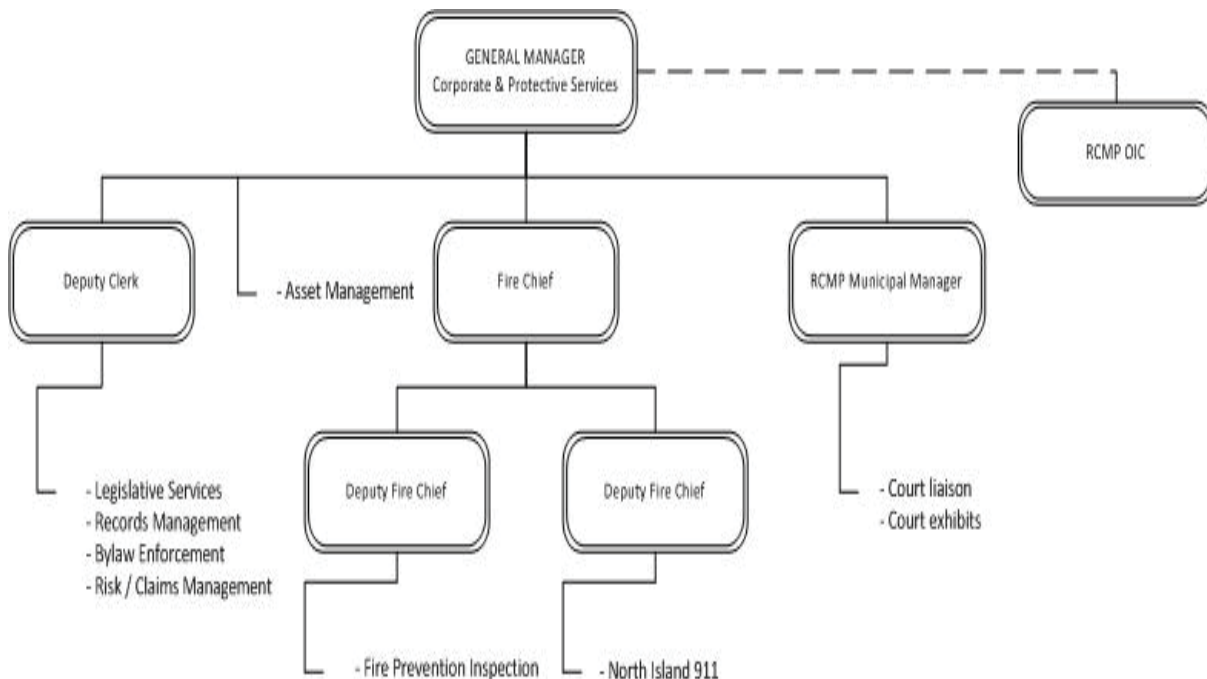 GENERAL MANAGER
Corporate & Protective Services
RCMP OIC
Deputy Clerk
- Asset Management
Fire Chief
RCMP Municipal Manager
- Legislative Services
- Records Management
- Bylaw Enforcement
- Risk / Claims Management
Deputy Fire Chief
Deputy Fire Chief
- Court liaison
- Court exhibits
- Fire Prevention Inspection
- North Island 911